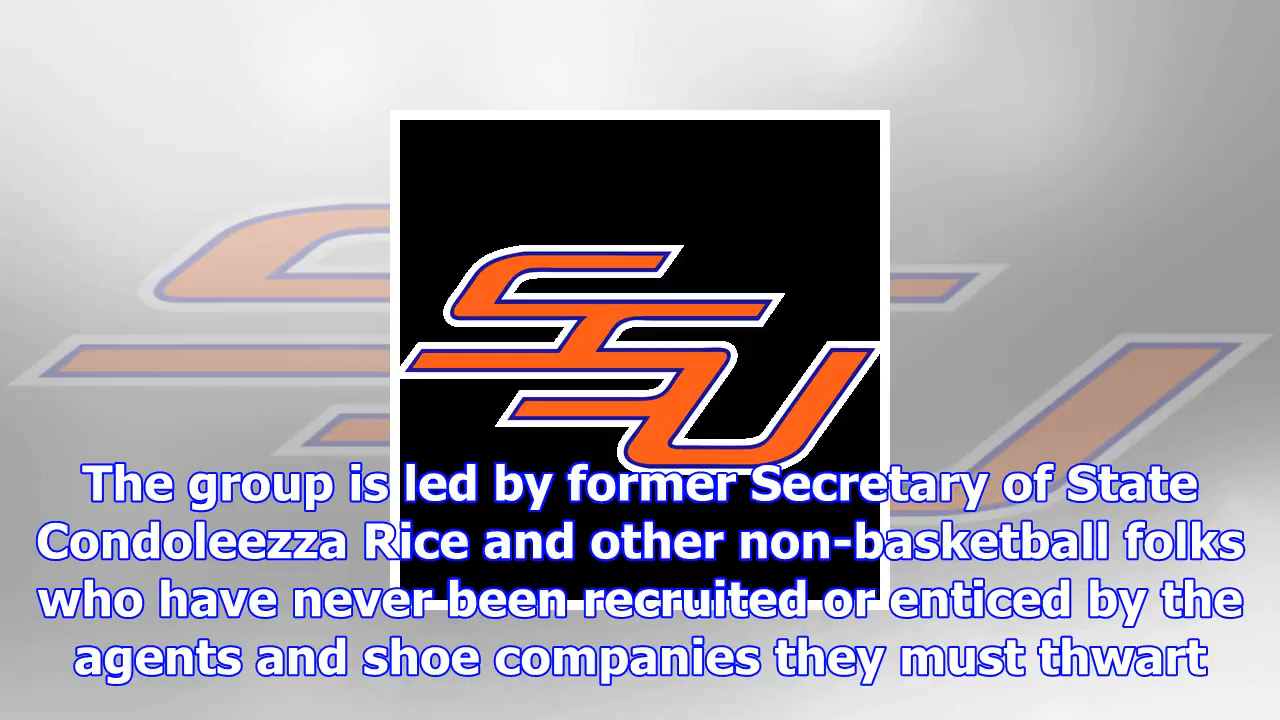 SU
The group is led by former Secretary of State
Condoleezza Rice and other non-basketball folks
who have never been recruited or enticed by the
agents and shoe companies they must thwart